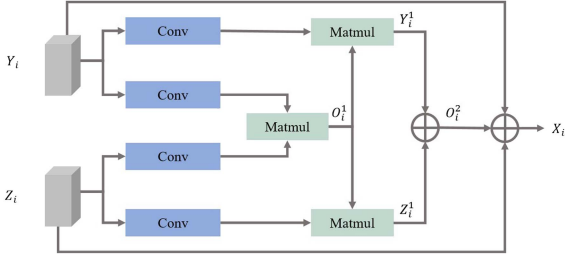 Conv
Matmul
Y_i^1
Y_i
Conv
Matmul
O_i^1
O_i^2
X_i
Conv
Z_i
Conv
Matmul
Z_i^1